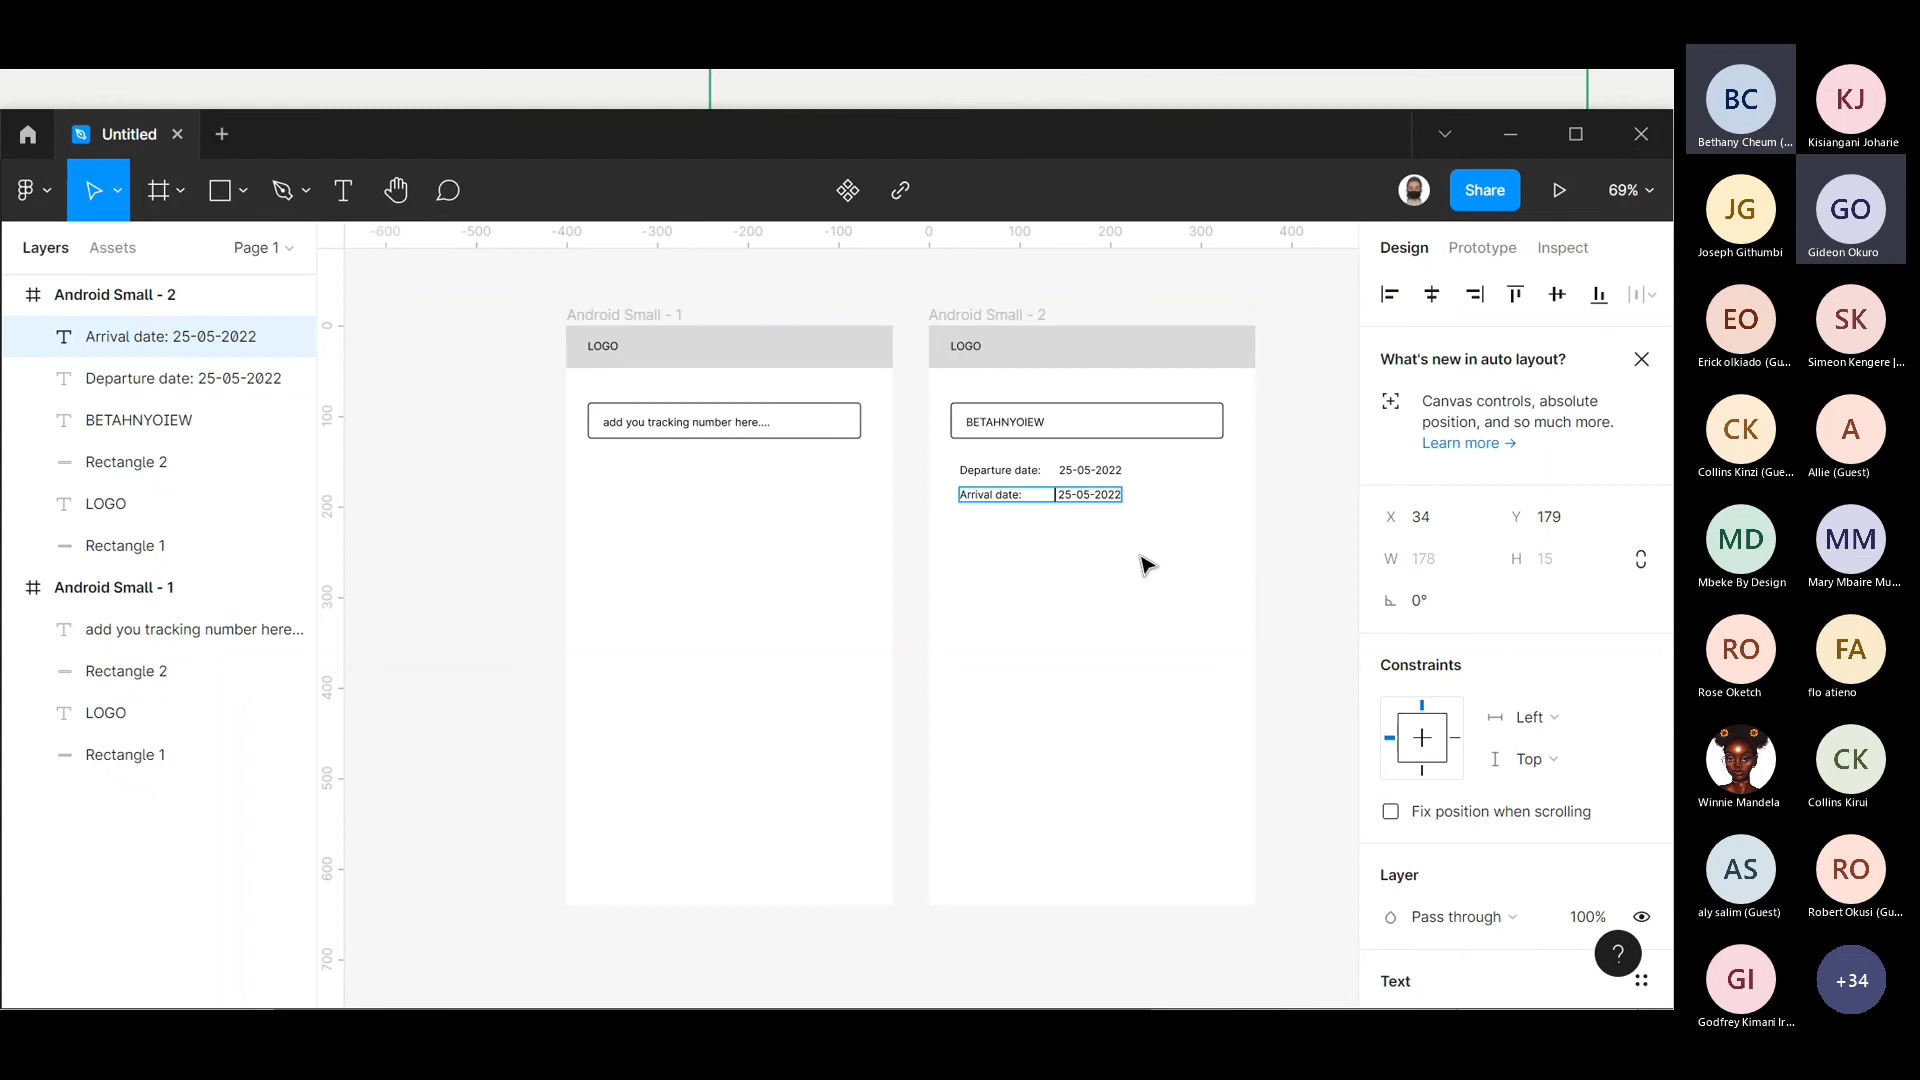 Untitled
Share
69%
Layers
Assets
Page 1
Android Small - 2
Arrival date: 25-05-2022
Departure date: 25-05-2022
BETAHNYOIEW
Rectangle 2
LOGO
Rectangle 1
Android Small - 1
add you tracking number here...
Rectangle 2
LOGO
Rectangle 1
-600 -500 -400 -300 -200 -100 0 100 200 300 400
0
100
200
300
400
500
600
700
Android Small - 1
LOGO
add you tracking number here....
Android Small - 2
LOGO
BETAHNYOIEW
Departure date: 25-05-2022
Arrival date: 25-05-2022
Design
Prototype
Inspect
What's new in auto layout?
Canvas controls, absolute
position, and so much more.
Learn more →
X 34 Y 179
W 178 H 15
0°
Constraints
Left
Top
Fix position when scrolling
Layer
Pass through 100%
?
Text
BC KJ
Bethany Cheum (... Kisiangani Joharie
JG GO
Joseph Githumbi Gideon Okuro
EO SK
Erick olkiado (Gu... Simeon Kengere |...
CK A
Collins Kinzi (Gue... Allie (Guest)
MD MM
Mbeke By Design Mary Mbaire Mu...
RO FA
Rose Oketch flo atieno
CK
Winnie Mandela Collins Kirui
AS RO
aly salim (Guest) Robert Okusi (Gu...
GI +34
Godfrey Kimani Ir...